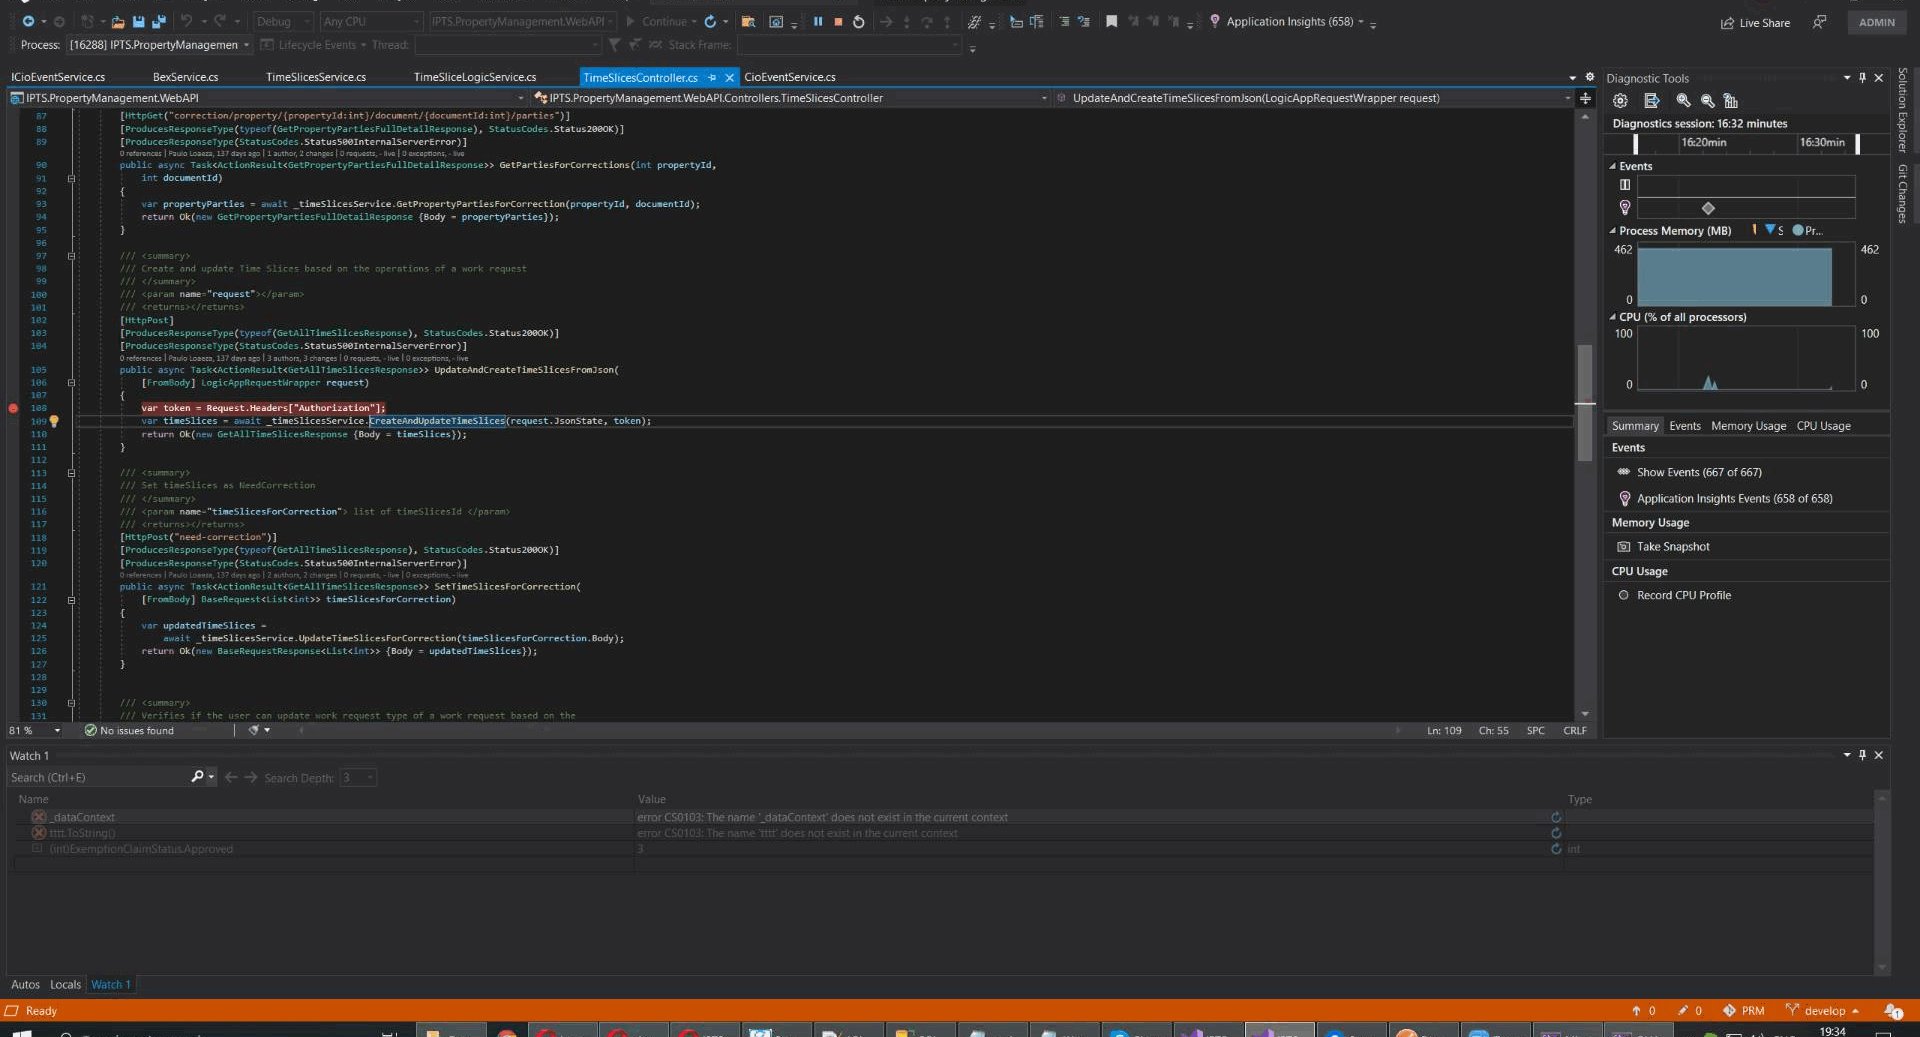 Debug
Any CPU
IPTS.PropertyManagement.WebAPI
Continue
Application Insights (658)
Live Share
ADMIN
Process: [16288] IPTS.PropertyManagemen
Lifecycle Events
Thread:
Stack Frame:
ICioEventService.cs
BexService.cs
TimeSlicesService.cs
TimeSliceLogicService.cs
TimeSlicesController.cs
CioEventService.cs
IPTS.PropertyManagement.WebAPI
IPTS.PropertyManagement.WebAPI.Controllers.TimeSlicesController
UpdateAndCreateTimeSlicesFromJson(LogicAppRequestWrapper request)
87 [HttpGet("correction/property/{propertyId:int}/document/{documentId:int}/parties")]
88 [ProducesResponseType(typeof(GetPropertyPartiesFullDetailResponse), StatusCodes.Status200OK)]
89 [ProducesResponseType(StatusCodes.Status500InternalServerError)]
0 references | Paulo Loaeza, 137 days ago | 1 author, 2 changes | 0 requests, - live | 0 exceptions, - live
90 public async Task<ActionResult<GetPropertyPartiesFullDetailResponse>> GetPartiesForCorrections(int propertyId,
91 int documentId)
92 {
93 var propertyParties = await _timeSlicesService.GetPropertyPartiesForCorrection(propertyId, documentId);
94 return Ok(new GetPropertyPartiesFullDetailResponse {Body = propertyParties});
95 }
96
97 /// <summary>
98 /// Create and update Time Slices based on the operations of a work request
99 /// </summary>
100 /// <param name="request"></param>
101 /// <returns></returns>
102 [HttpPost]
103 [ProducesResponseType(typeof(GetAllTimeSlicesResponse), StatusCodes.Status200OK)]
104 [ProducesResponseType(StatusCodes.Status500InternalServerError)]
0 references | Paulo Loaeza, 137 days ago | 3 authors, 3 changes | 0 requests, - live | 0 exceptions, - live
105 public async Task<ActionResult<GetAllTimeSlicesResponse>> UpdateAndCreateTimeSlicesFromJson(
106 [FromBody] LogicAppRequestWrapper request)
107 {
108 var token = Request.Headers["Authorization"];
109 var timeSlices = await _timeSlicesService.CreateAndUpdateTimeSlices(request.JsonState, token);
110 return Ok(new GetAllTimeSlicesResponse {Body = timeSlices});
111 }
112
113 /// <summary>
114 /// Set timeSlices as NeedCorrection
115 /// </summary>
116 /// <param name="timeSlicesForCorrection"> list of timeSlicesId </param>
117 /// <returns></returns>
118 [HttpPost("need-correction")]
119 [ProducesResponseType(typeof(GetAllTimeSlicesResponse), StatusCodes.Status200OK)]
120 [ProducesResponseType(StatusCodes.Status500InternalServerError)]
0 references | Paulo Loaeza, 137 days ago | 2 authors, 2 changes | 0 requests, - live | 0 exceptions, - live
121 public async Task<ActionResult<GetAllTimeSlicesResponse>> SetTimeSlicesForCorrection(
122 [FromBody] BaseRequest<List<int>> timeSlicesForCorrection)
123 {
124 var updatedTimeSlices =
125 await _timeSlicesService.UpdateTimeSlicesForCorrection(timeSlicesForCorrection.Body);
126 return Ok(new BaseRequestResponse<List<int>> {Body = updatedTimeSlices});
127 }
128
129
130 /// <summary>
131 /// Verifies if the user can update work request type of a work request based on the
81 %
No issues found
Ln: 109
Ch: 55
SPC
CRLF
Diagnostic Tools
Diagnostics session: 16:32 minutes
16:20min
16:30min
Events
Process Memory (MB)
S
Pr...
462
462
0
0
CPU (% of all processors)
100
100
0
0
Summary
Events
Memory Usage
CPU Usage
Events
Show Events (667 of 667)
Application Insights Events (658 of 658)
Memory Usage
Take Snapshot
CPU Usage
Record CPU Profile
Solution Explorer
Git Changes
Watch 1
Search (Ctrl+E)
Search Depth: 3
Name
Value
Type
_dataContext
error CS0103: The name '_dataContext' does not exist in the current context
tttt.ToString()
error CS0103: The name 'tttt' does not exist in the current context
(int)ExemptionClaimStatus.Approved
3
int
Autos
Locals
Watch 1
Ready
0
0
PRM
develop
1
19:34